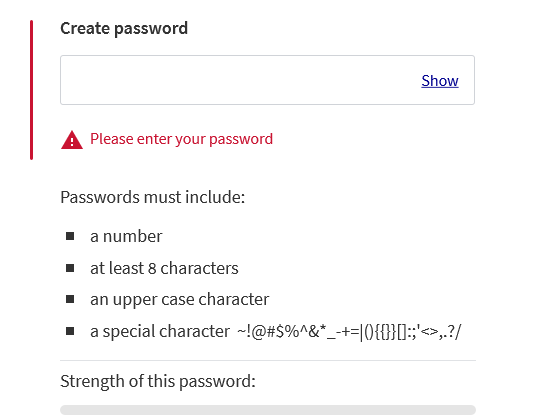 Create password
Show
Please enter your password
Passwords must include:
a number
at least 8 characters
an upper case character
a special character ~!@#$%^&*_-+=|(){{}}[]:;'<>,.?/
Strength of this password: